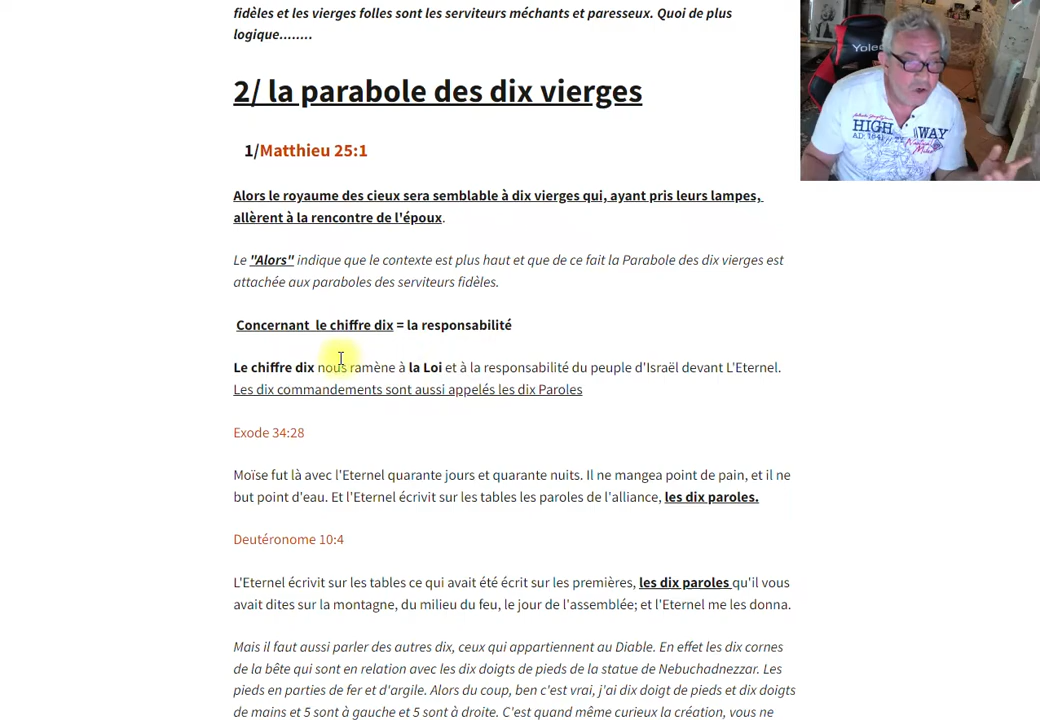 fidèles et les vierges folles sont les serviteurs méchants et paresseux. Quoi de plus
logique........
2/ la parabole des dix vierges
1/Matthieu 25:1
Alors le royaume des cieux sera semblable à dix vierges qui, ayant pris leurs lampes,
allèrent à la rencontre de l'époux.
Le "Alors" indique que le contexte est plus haut et que de ce fait la Parabole des dix vierges est
attachée aux paraboles des serviteurs fidèles.
Concernant le chiffre dix = la responsabilité
Le chiffre dix nous ramène à la Loi et à la responsabilité du peuple d'Israël devant L'Eternel.
Les dix commandements sont aussi appelés les dix Paroles
Exode 34:28
Moïse fut là avec l'Eternel quarante jours et quarante nuits. Il ne mangea point de pain, et il ne
but point d'eau. Et l'Eternel écrivit sur les tables les paroles de l'alliance, les dix paroles.
Deutéronome 10:4
L'Eternel écrivit sur les tables ce qui avait été écrit sur les premières, les dix paroles qu'il vous
avait dites sur la montagne, du milieu du feu, le jour de l'assemblée; et l'Eternel me les donna.
Mais il faut aussi parler des autres dix, ceux qui appartiennent au Diable. En effet les dix cornes
de la bête qui sont en relation avec les dix doigts de pieds de la statue de Nebuchadnezzar. Les
pieds en parties de fer et d'argile. Alors du coup, ben c'est vrai, j'ai dix doigt de pieds et dix doigts
de mains et 5 sont à gauche et 5 sont à droite. C'est quand même curieux la création, vous ne
HIGH WAY